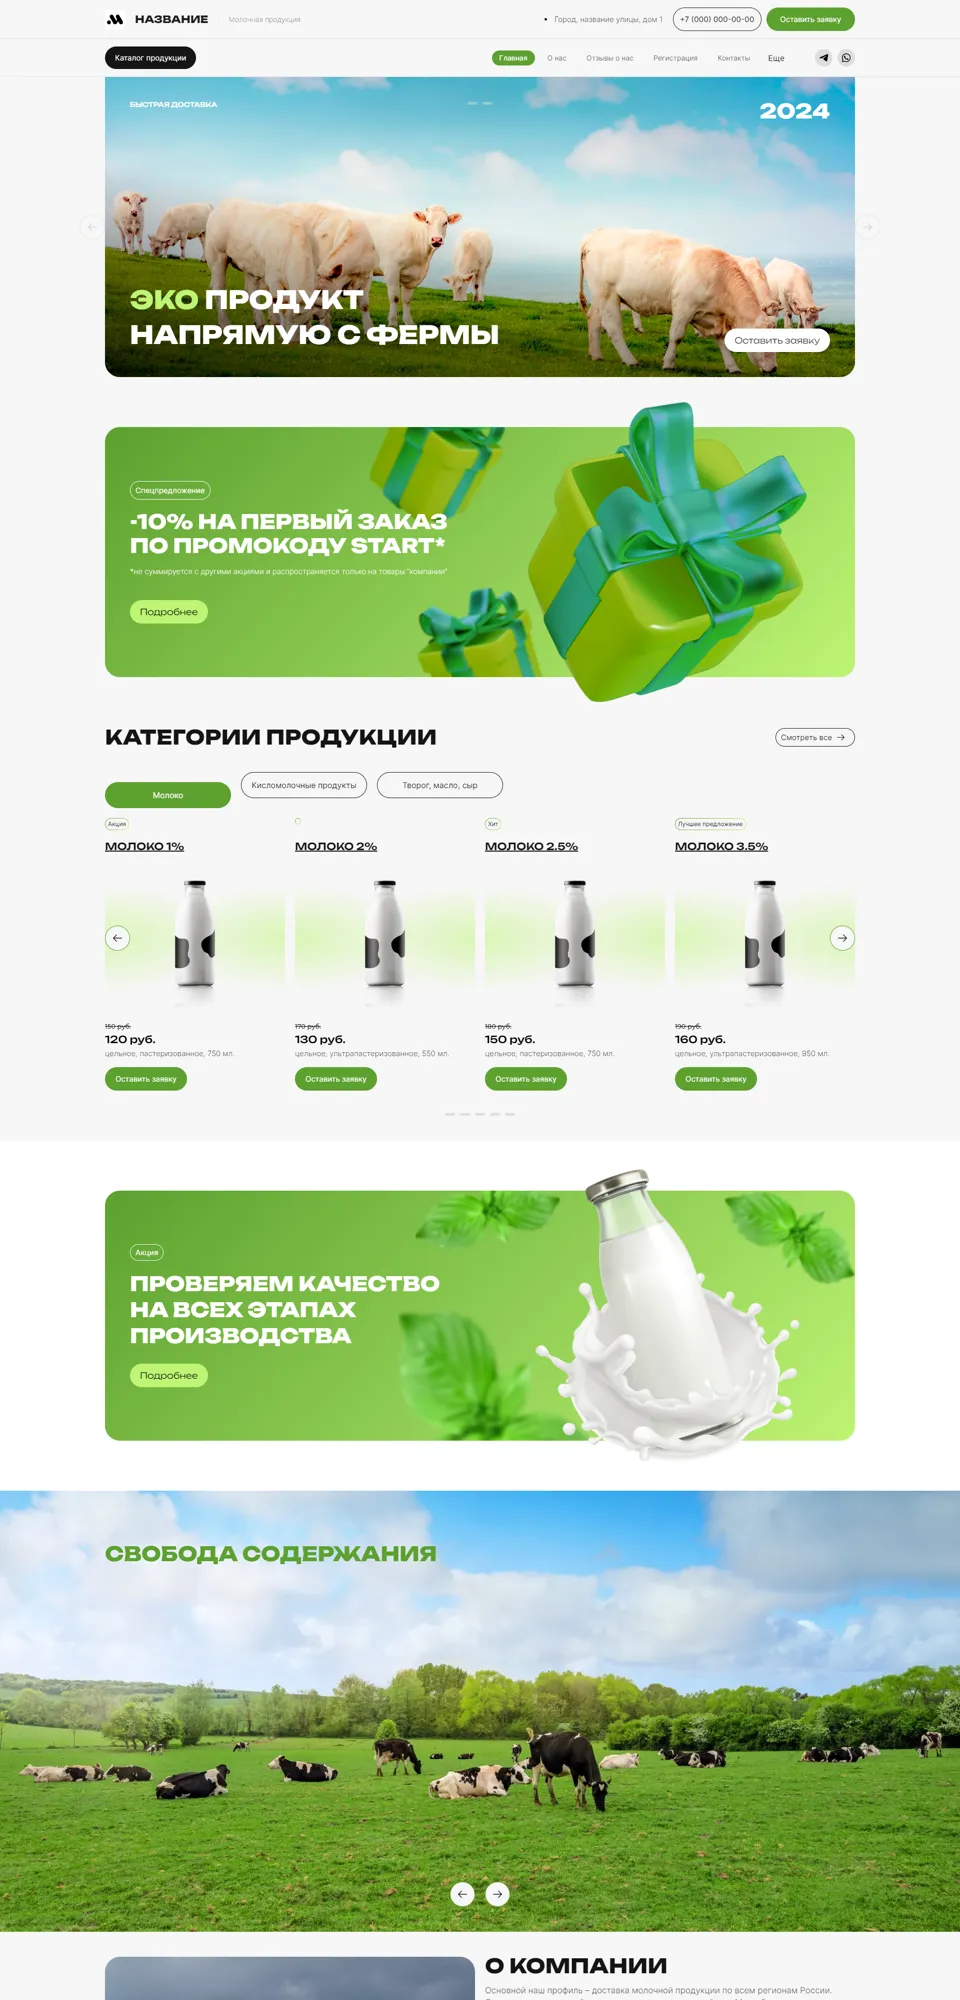 НАЗВАНИЕ
Молочная продукция
Город, название улицы, дом 1
+7 (000) 000-00-00
Оставить заявку
Каталог продукции
Главная
О нас
Отзывы о нас
Регистрация
Контакты
Еще
БЫСТРАЯ ДОСТАВКА
2024
ЭКО ПРОДУКТ
НАПРЯМУЮ С ФЕРМЫ
Оставить заявку
Спецпредложение
-10% НА ПЕРВЫЙ ЗАКАЗ
ПО ПРОМОКОДУ START*
*не суммируется с другими акциями и распространяется только на товары "компании"
Подробнее
КАТЕГОРИИ ПРОДУКЦИИ
Смотреть все
Молоко
Кисломолочные продукты
Творог, масло, сыр
Акция
МОЛОКО 1%
150 руб.
120 руб.
цельное, пастеризованное, 750 мл.
Оставить заявку
МОЛОКО 2%
170 руб.
130 руб.
цельное, ультрапастеризованное, 550 мл.
Оставить заявку
Хит
МОЛОКО 2.5%
180 руб.
150 руб.
цельное, пастеризованное, 750 мл.
Оставить заявку
Лучшее предложение
МОЛОКО 3.5%
190 руб.
160 руб.
цельное, ультрапастеризованное, 950 мл.
Оставить заявку
Акция
ПРОВЕРЯЕМ КАЧЕСТВО
НА ВСЕХ ЭТАПАХ
ПРОИЗВОДСТВА
Подробнее
СВОБОДА СОДЕРЖАНИЯ
О КОМПАНИИ
Основной наш профиль – доставка молочной продукции по всем регионам России.